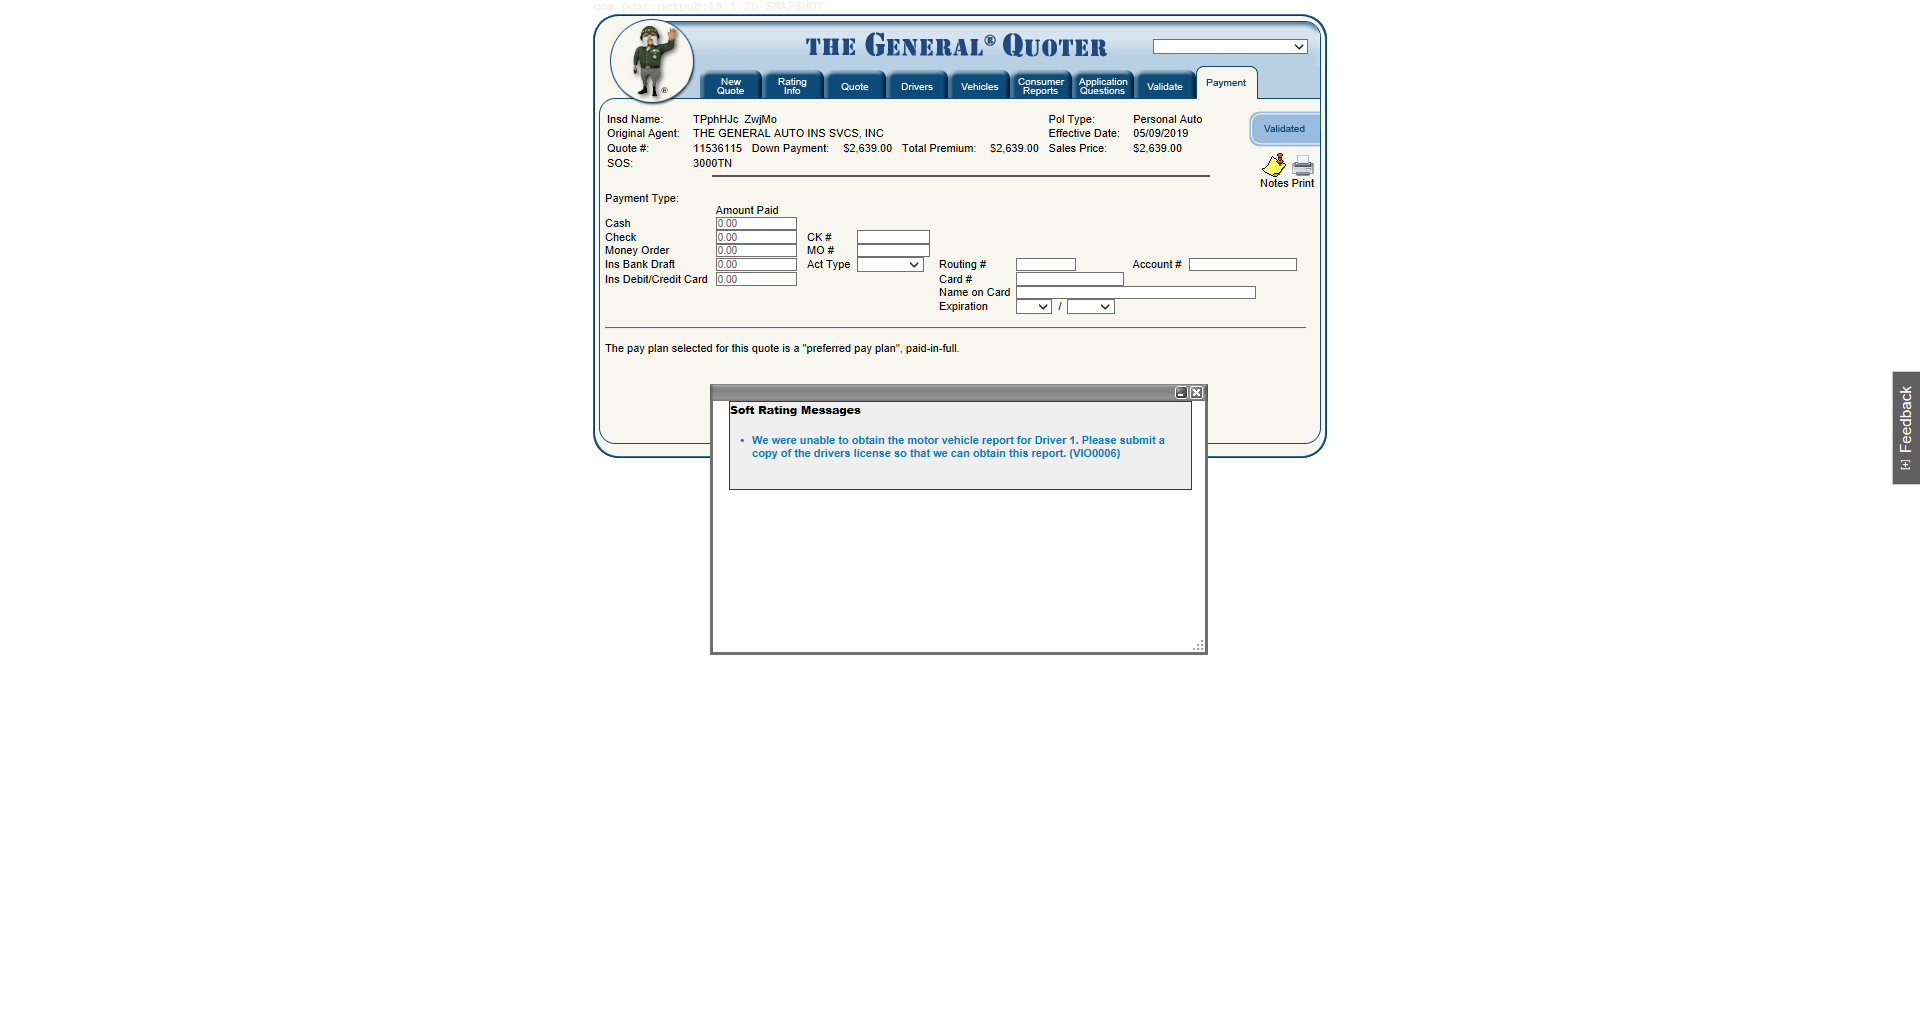 com.pgac:netpub:19.1.20-SNAPSHOT
THE GENERAL® QUOTER
New Quote
Rating Info
Quote
Drivers
Vehicles
Consumer Reports
Application Questions
Validate
Payment
Insd Name: TPphHJc ZwjMo Pol Type: Personal Auto
Validated
Original Agent: THE GENERAL AUTO INS SVCS, INC Effective Date: 05/09/2019
Quote #: 11536115 Down Payment: $2,639.00 Total Premium: $2,639.00 Sales Price: $2,639.00
SOS: 3000TN
Notes Print
Payment Type:
Amount Paid
Cash 0.00
Check 0.00 CK #
Money Order 0.00 MO #
Ins Bank Draft 0.00 Act Type Routing # Account #
Ins Debit/Credit Card 0.00 Card #
Name on Card
Expiration /
The pay plan selected for this quote is a "preferred pay plan", paid-in-full.
Soft Rating Messages
• We were unable to obtain the motor vehicle report for Driver 1. Please submit a
copy of the drivers license so that we can obtain this report. (VIO0006)
[+] Feedback